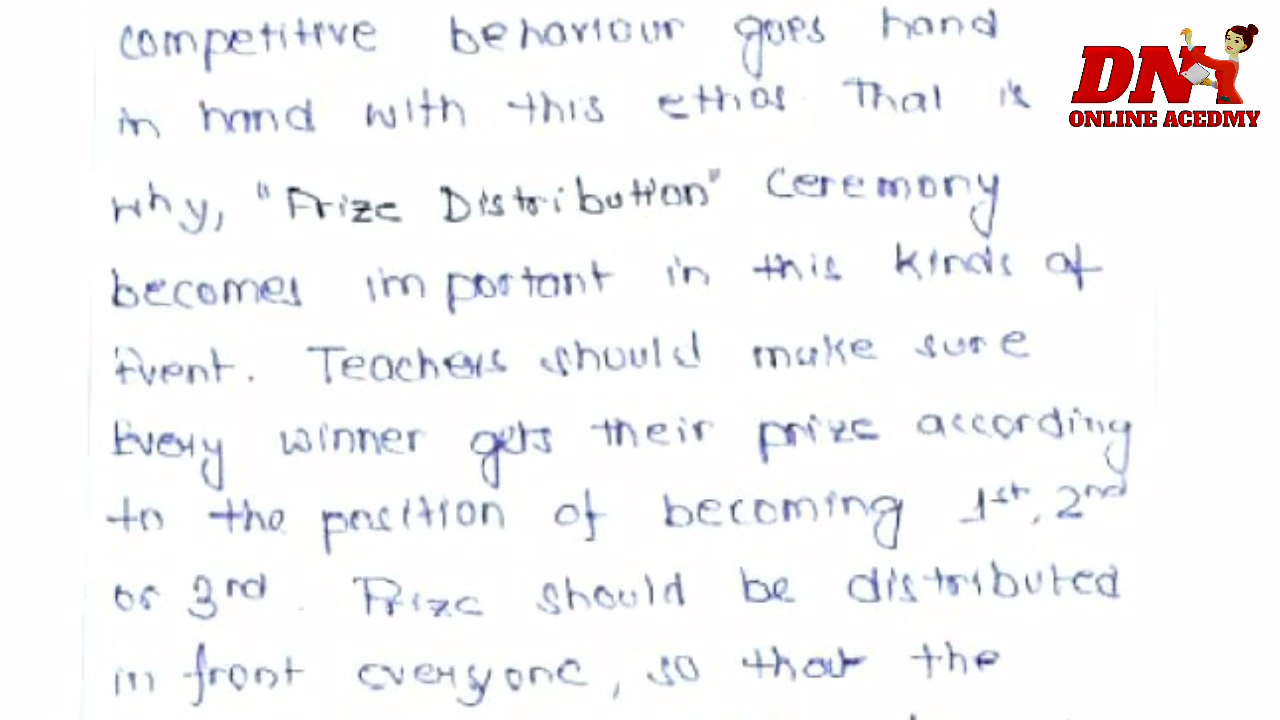 competitive behaviour goes hand
in hand with this ethos. That is
why, "Prize Distribution" ceremony
becomes important in this kinds of
Event. Teachers should make sure
Every winner gets their prize according
to the position of becoming 1st, 2nd
or 3rd. Prize should be distributed
in front everyone, so that the
DN
ONLINE ACEDMY